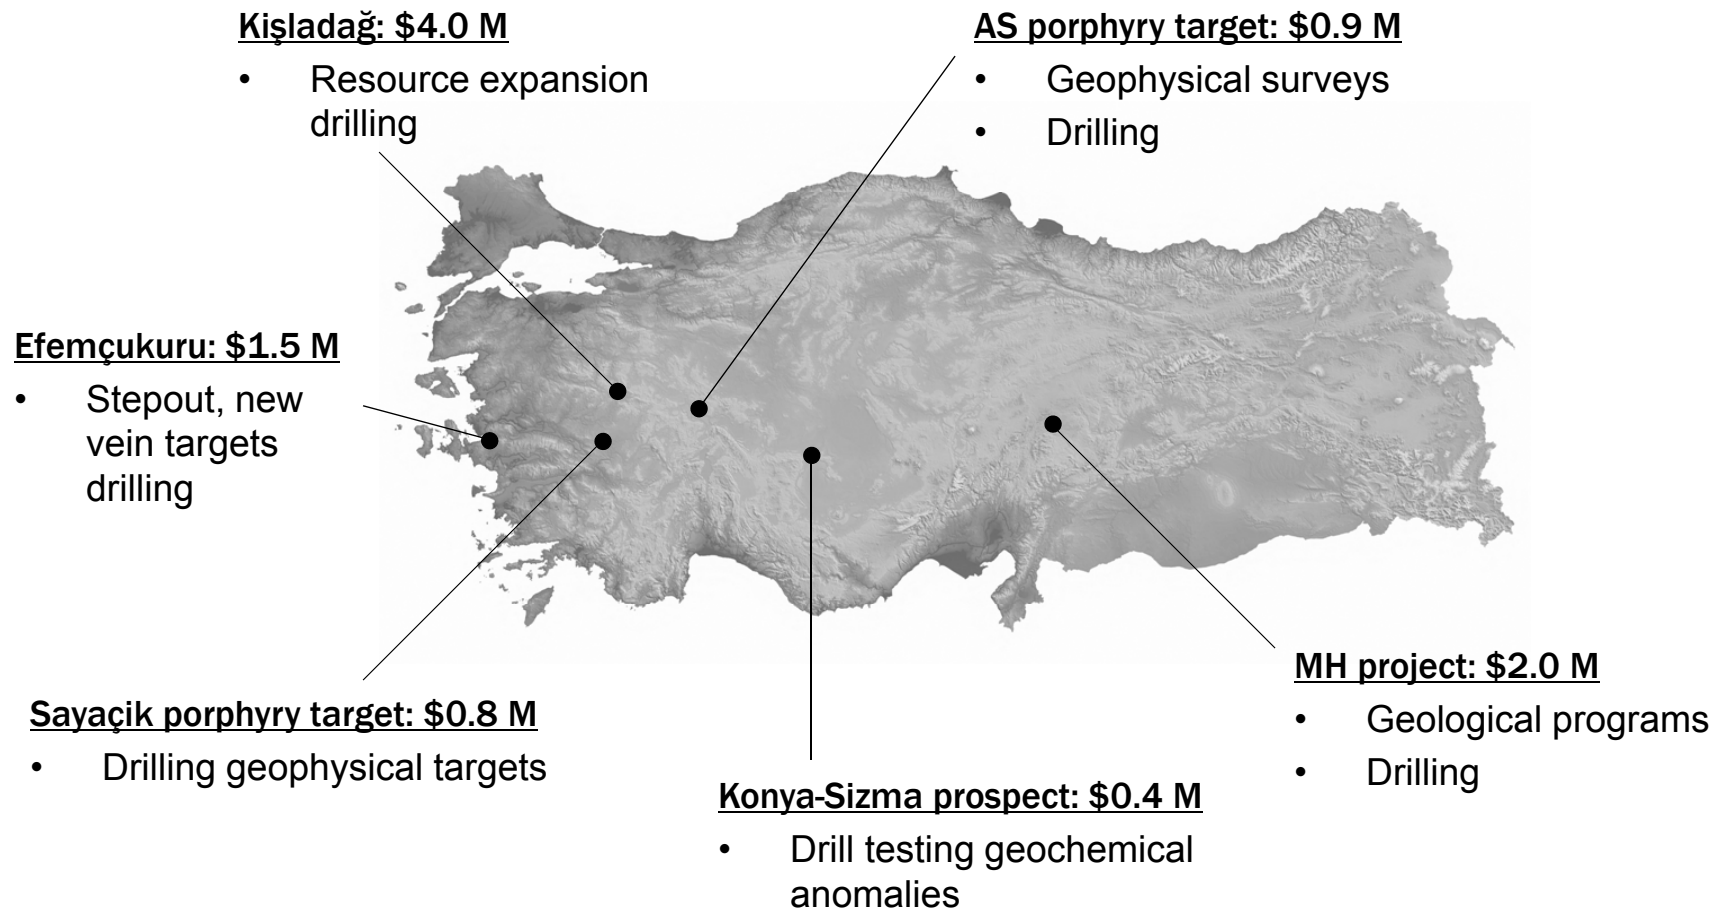 Kişladağ: $4.0 M
• Resource expansion
drilling
AS porphyry target: $0.9 M
• Geophysical surveys
• Drilling
Efemçukuru: $1.5 M
• Stepout, new
vein targets
drilling
Sayaçik porphyry target: $0.8 M
• Drilling geophysical targets
Konya-Sizma prospect: $0.4 M
• Drill testing geochemical
anomalies
MH project: $2.0 M
• Geological programs
• Drilling